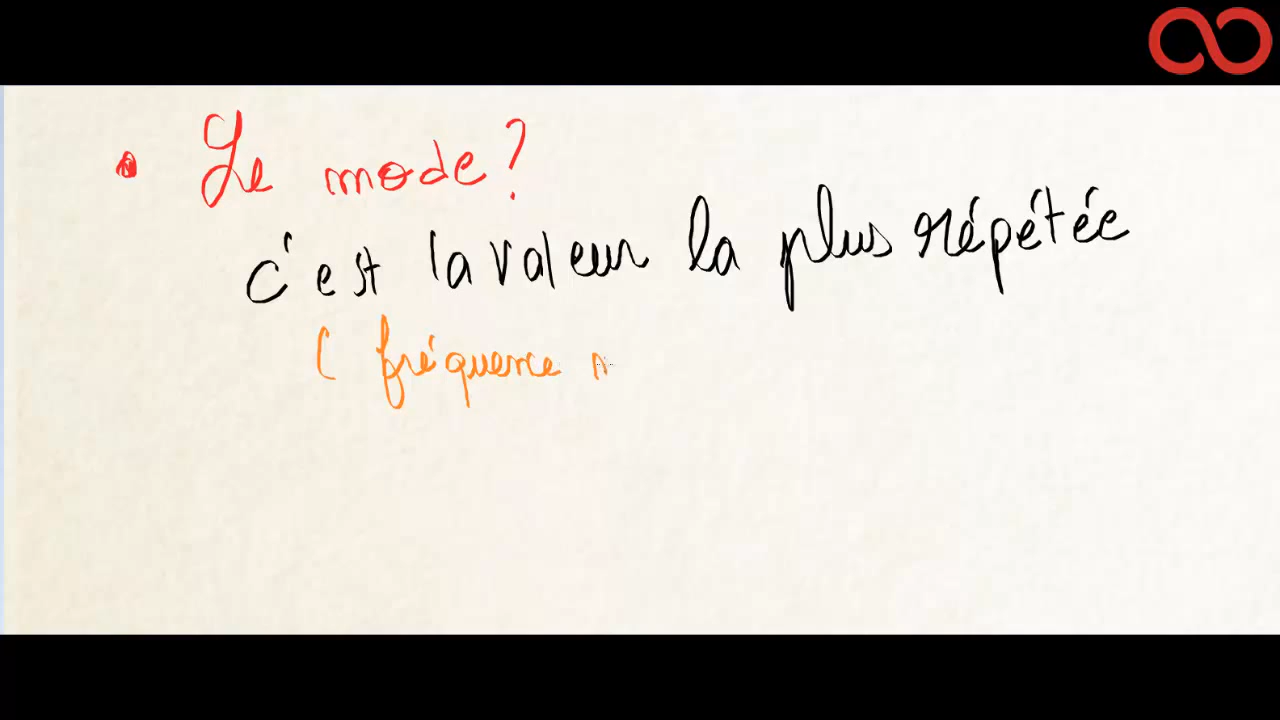 • Le mode ?
c'est la valeur la plus répétée
( fréquence